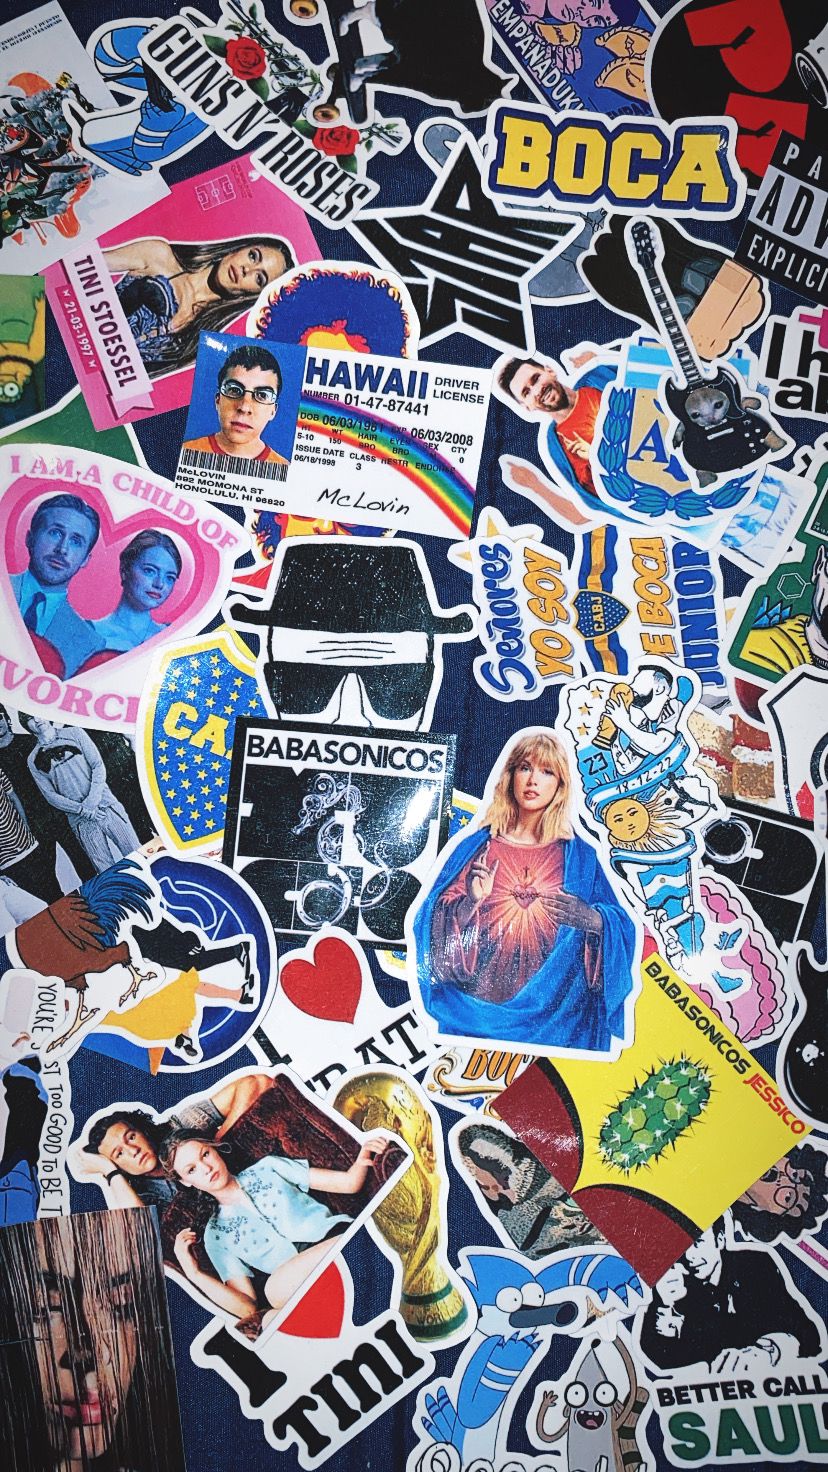 GUNS N' ROSES
EMPANADUK
BOCA
PA
ADV
EXPLICI
TINI STOESSEL
♥ 21-03-1997 ♥
HAWAII DRIVER
LICENSE
NUMBER 01-47-87441
DOB 06/03/1981 EXP 06/03/2008
HT WT HAIR EYES SEX CTY
5-10 150 BRO BRO 0
ISSUE DATE CLASS RESTR ENDORSE
06/18/1998 3
McLOVIN
892 MOMONA ST
HONOLULU, HI 96820
McLovin
I h
I AM A CHILD OF
VORC
Señores
YO SOY
CABJ
E BOCA
JUNIOR
CA
BABASONICOS
23
18-12-22
I
RAT
BOC
BABASONICOS JESSICO
YOU'RE J ST TOO GOOD TO BE T
I ♥
TINI
BETTER CALL
SAUL